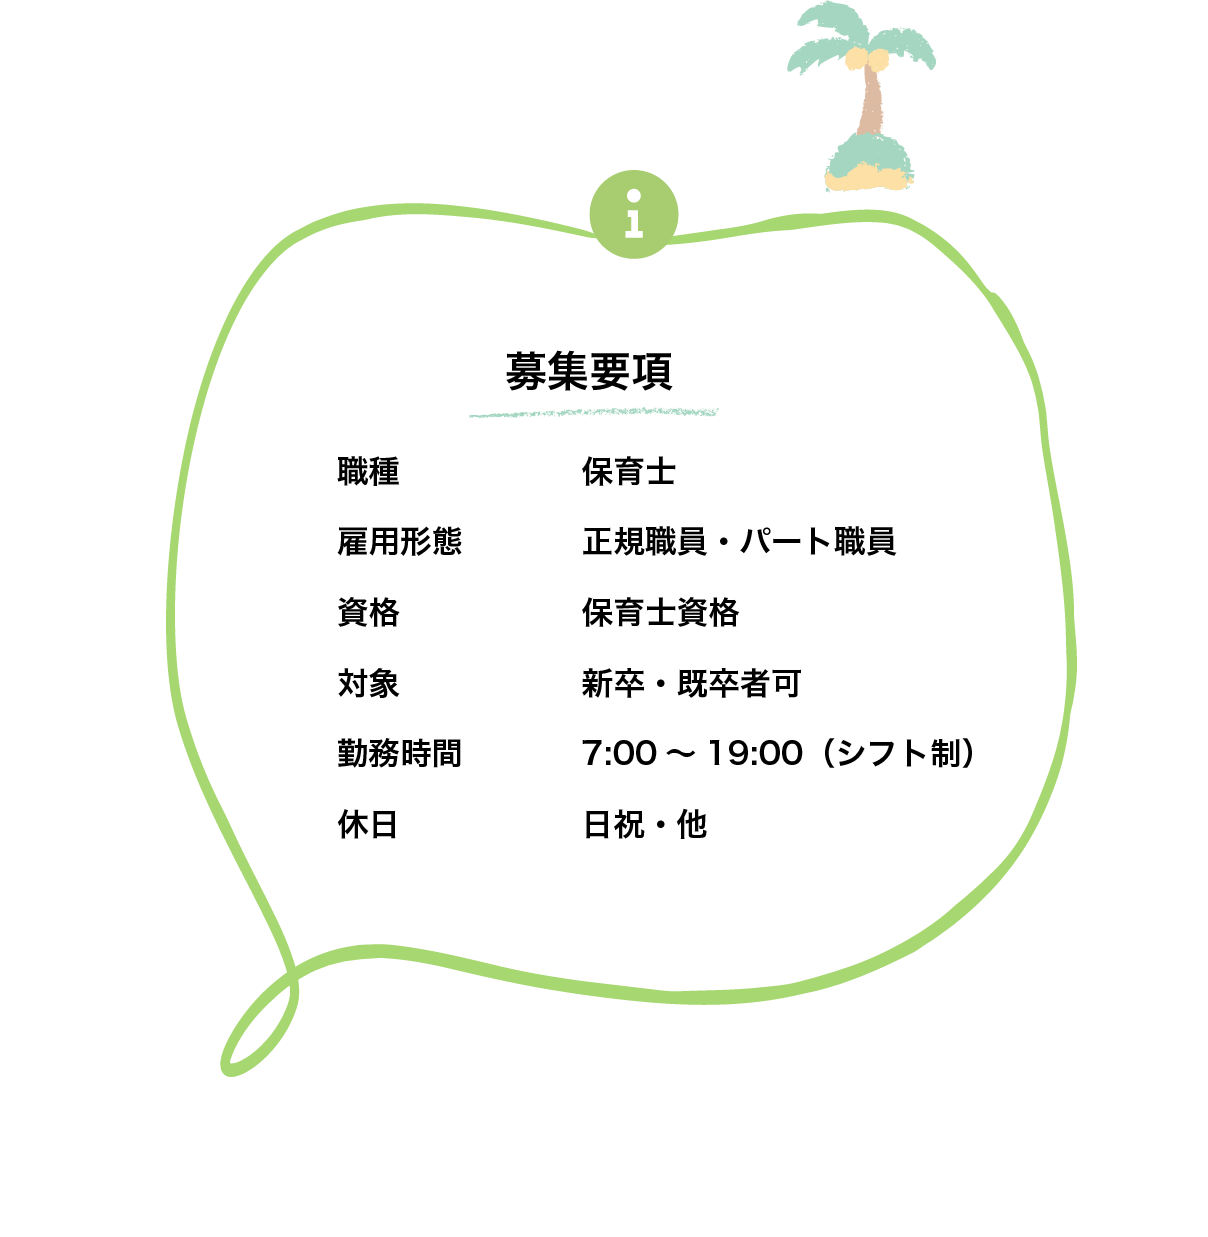 募集要項
職種 保育士
雇用形態 正規職員・パート職員
資格 保育士資格
対象 新卒・既卒者可
勤務時間 7:00 〜 19:00（シフト制）
休日 日祝・他